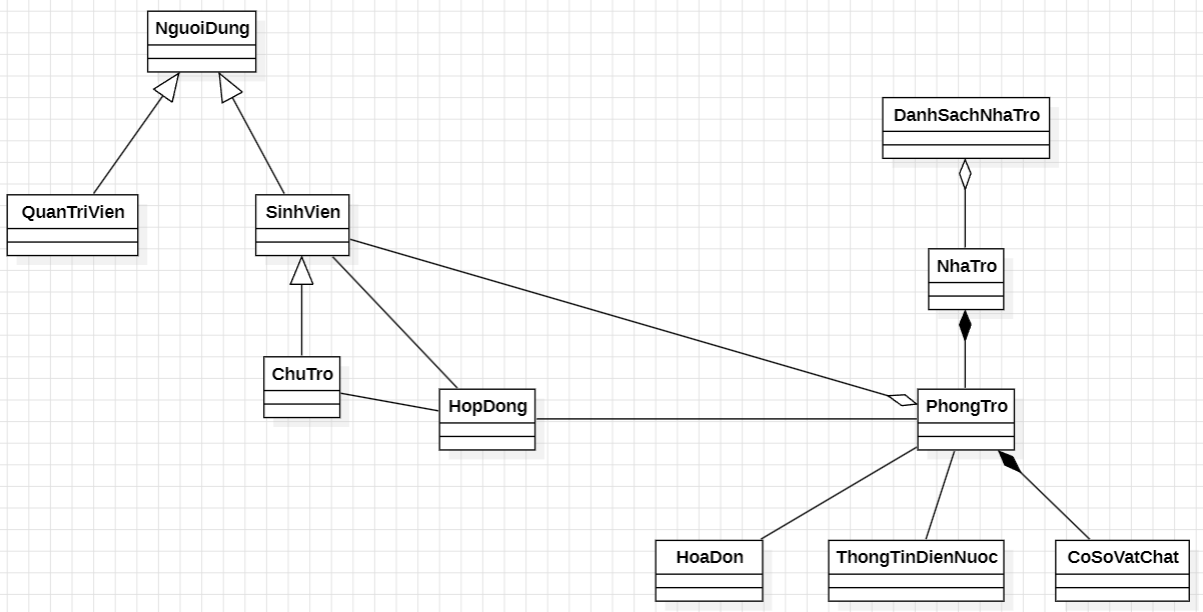 NguoiDung
DanhSachNhaTro
QuanTriVien
SinhVien
NhaTro
ChuTro
HopDong
PhongTro
HoaDon
ThongTinDienNuoc
CoSoVatChat